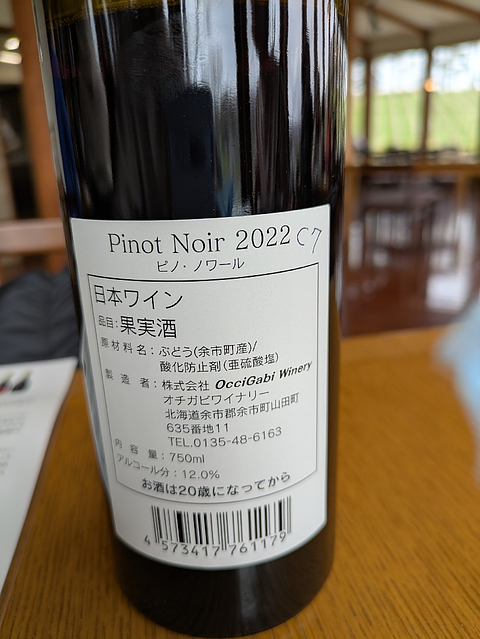 Pinot Noir 2022 C7
ピノ・ノワール
日本ワイン
品目:果実酒
原材料名:ぶどう(余市町産)/
酸化防止剤(亜硫酸塩)
製造者:株式会社 OcciGabi Winery
オチガビワイナリー
北海道余市郡余市町山田町
635番地11
TEL.0135-48-6163
内容量:750ml
アルコール分:12.0%
お酒は20歳になってから
4 573417 761179